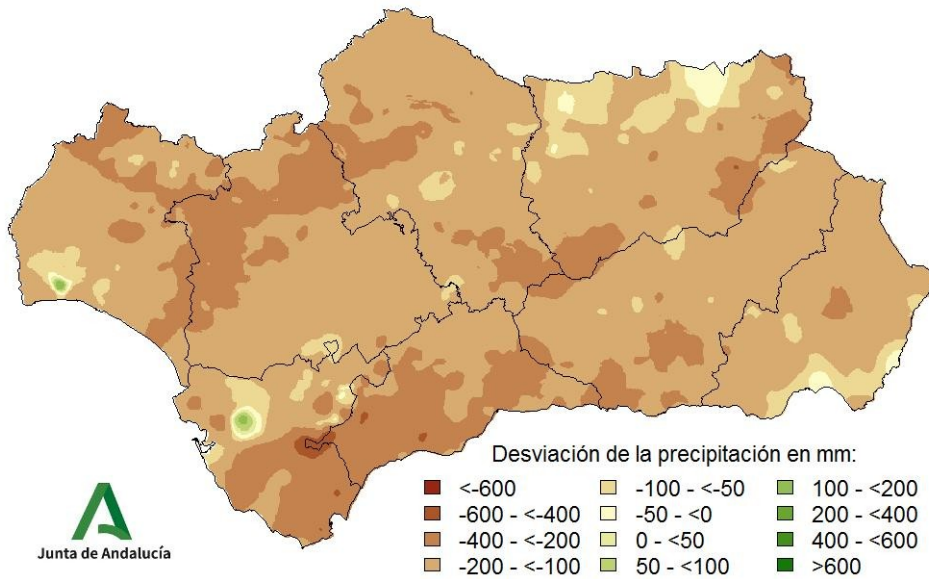 Desviación de la precipitación en mm:
<-600
-600 - <-400
-400 - <-200
-200 - <-100
-100 - <-50
-50 - <0
0 - <50
50 - <100
100 - <200
200 - <400
400 - <600
>600
Junta de Andalucía